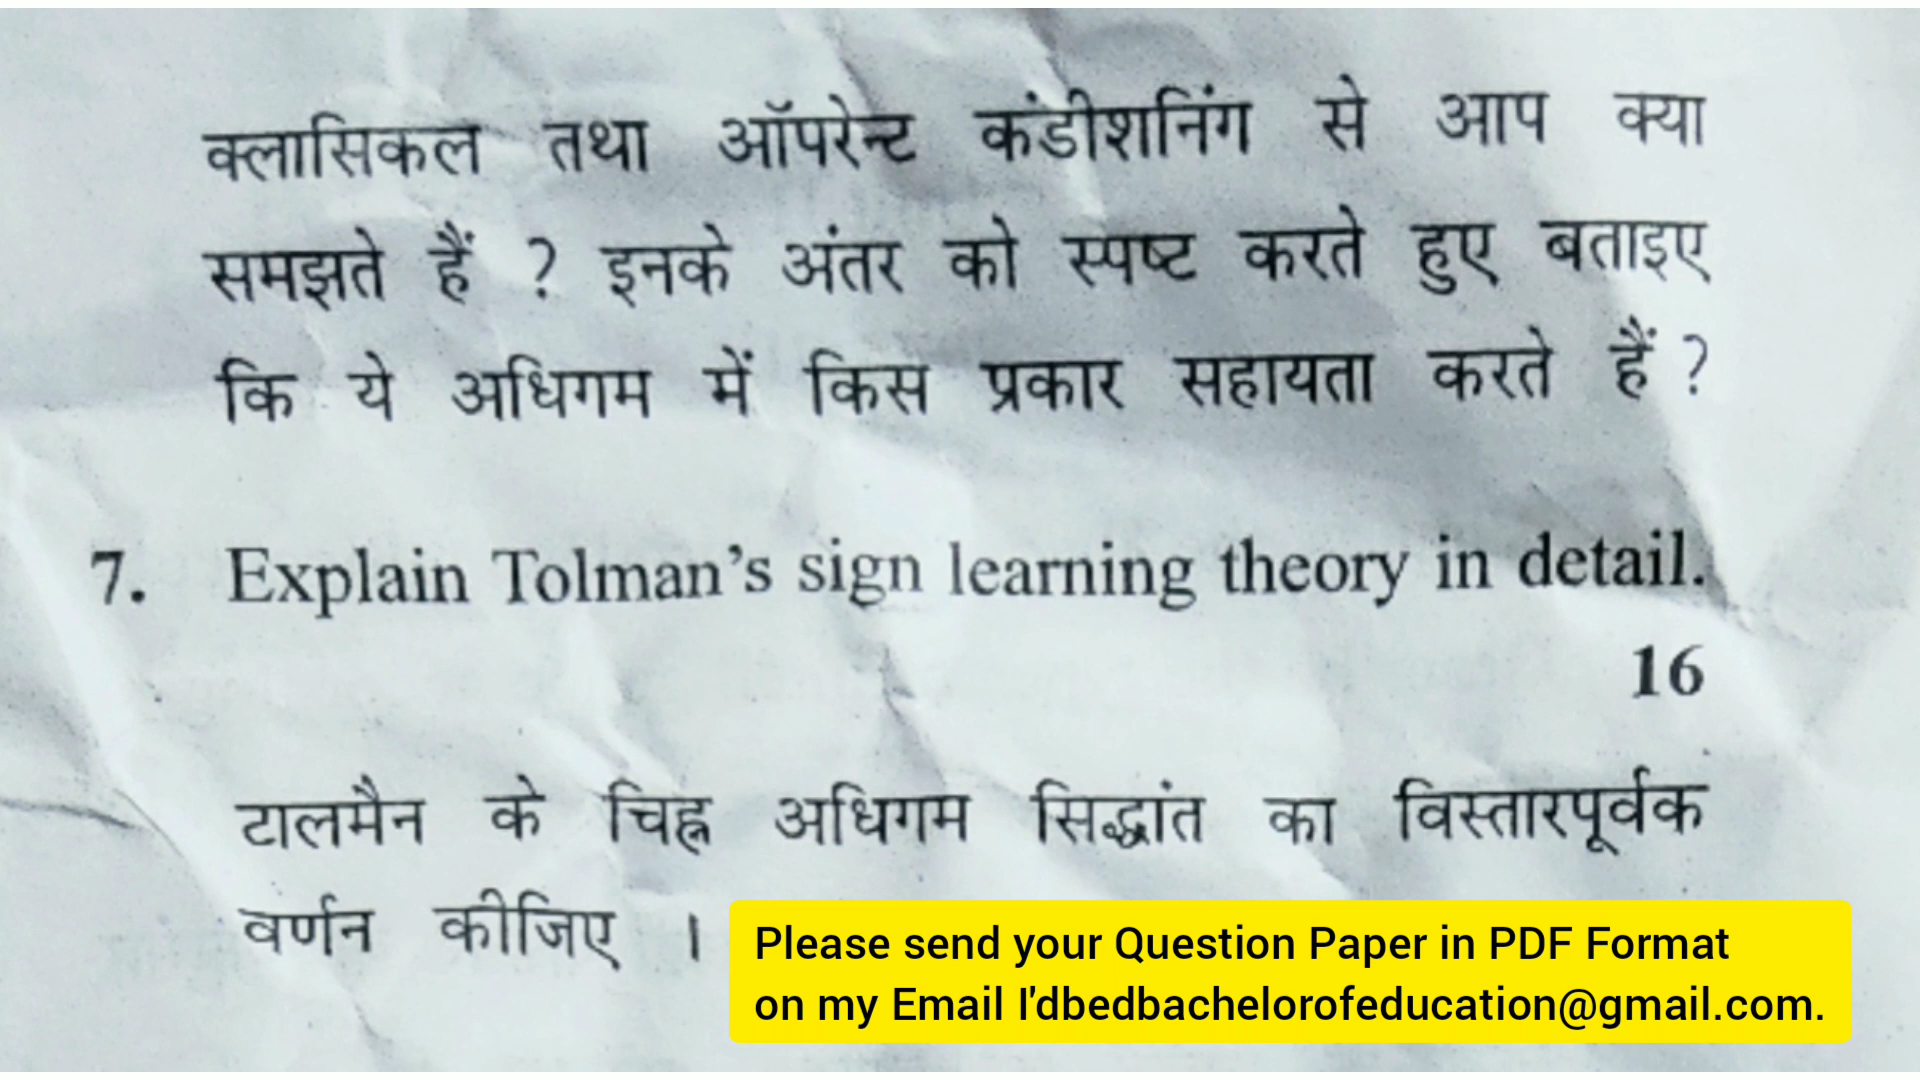 क्लासिकल तथा ऑपरेन्ट कंडीशनिंग से आप क्या
समझते हैं ? इनके अंतर को स्पष्ट करते हुए बताइए
कि ये अधिगम में किस प्रकार सहायता करते हैं ?
7. Explain Tolman's sign learning theory in detail.
16
टालमैन के चिह्न अधिगम सिद्धांत का विस्तारपूर्वक
वर्णन कीजिए ।
Please send your Question Paper in PDF Format
on my Email I'dbedbachelorofeducation@gmail.com.